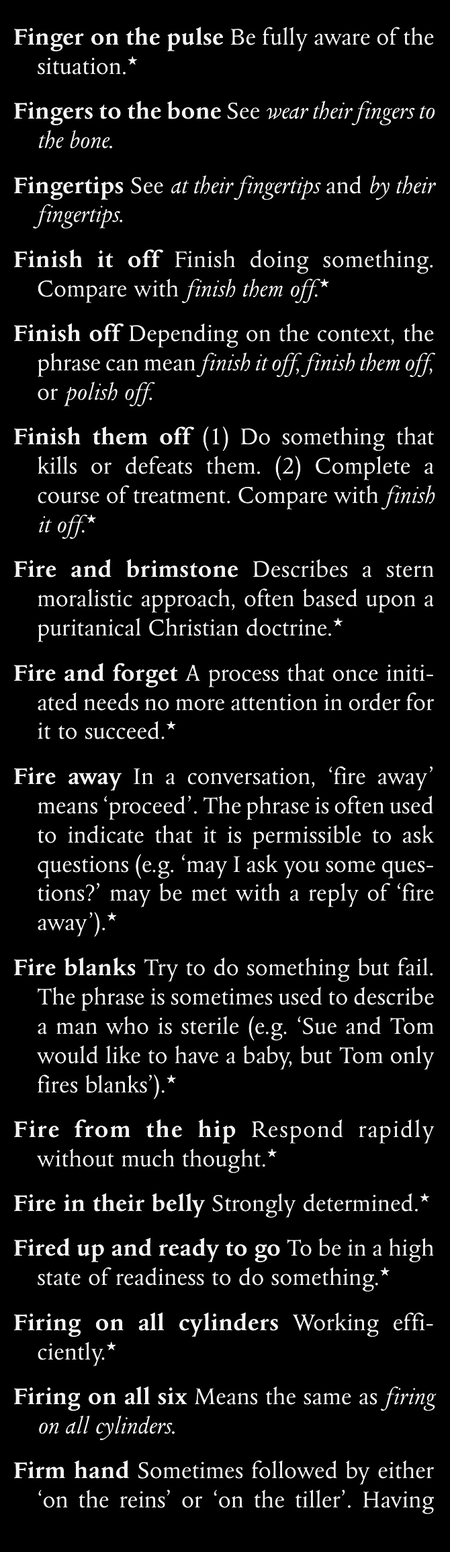 Finger on the pulse Be fully aware of the
situation.★
Fingers to the bone See wear their fingers to
the bone.
Fingertips See at their fingertips and by their
fingertips.
Finish it off Finish doing something.
Compare with finish them off.★
Finish off Depending on the context, the
phrase can mean finish it off, finish them off,
or polish off.
Finish them off (1) Do something that
kills or defeats them. (2) Complete a
course of treatment. Compare with finish
it off.★
Fire and brimstone Describes a stern
moralistic approach, often based upon a
puritanical Christian doctrine.★
Fire and forget A process that once initi-
ated needs no more attention in order for
it to succeed.★
Fire away In a conversation, ‘fire away’
means ‘proceed’. The phrase is often used
to indicate that it is permissible to ask
questions (e.g. ‘may I ask you some ques-
tions?’ may be met with a reply of ‘fire
away’).★
Fire blanks Try to do something but fail.
The phrase is sometimes used to describe
a man who is sterile (e.g. ‘Sue and Tom
would like to have a baby, but Tom only
fires blanks’).★
Fire from the hip Respond rapidly
without much thought.★
Fire in their belly Strongly determined.★
Fired up and ready to go To be in a high
state of readiness to do something.★
Firing on all cylinders Working effi-
ciently.★
Firing on all six Means the same as firing
on all cylinders.
Firm hand Sometimes followed by either
‘on the reins’ or ‘on the tiller’. Having